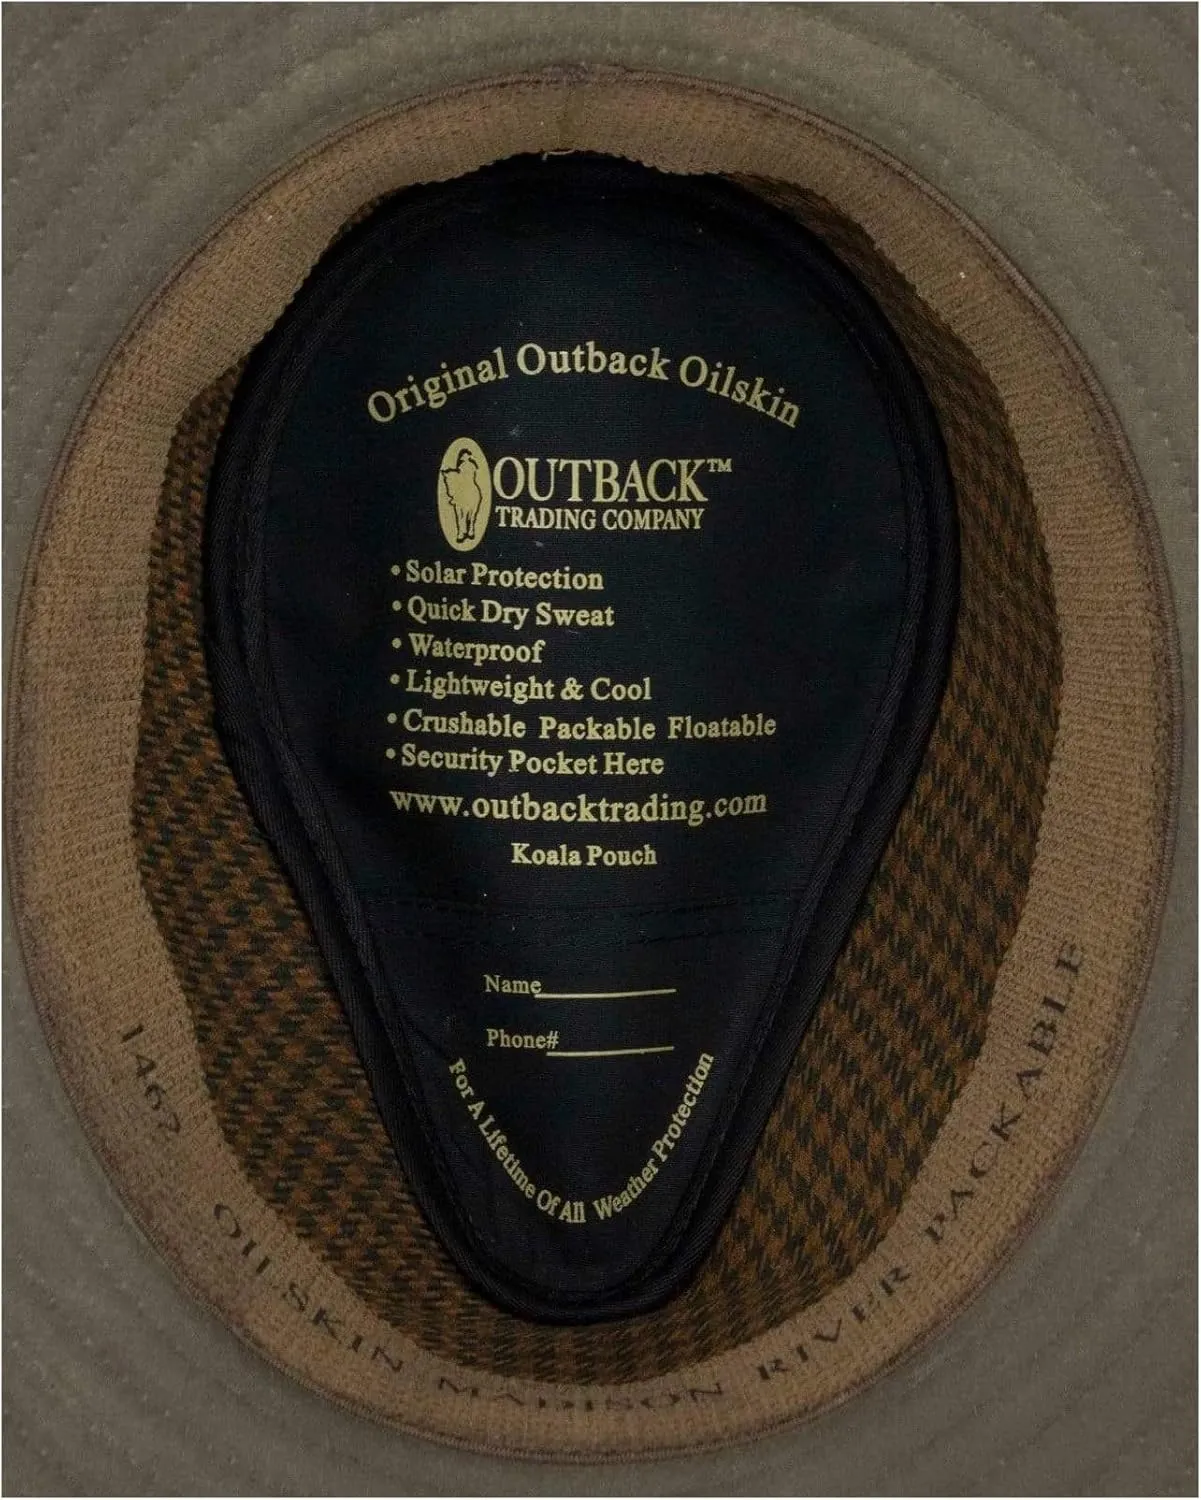 Original Outback Oilskin
OUTBACK™
TRADING COMPANY
• Solar Protection
• Quick Dry Sweat
• Waterproof
• Lightweight & Cool
• Crushable Packable Floatable
• Security Pocket Here
www.outbacktrading.com
Koala Pouch
Name
Phone#
For A Lifetime Of All Weather Protection
1462 OILSKIN MADISON RIVER PACKABLE